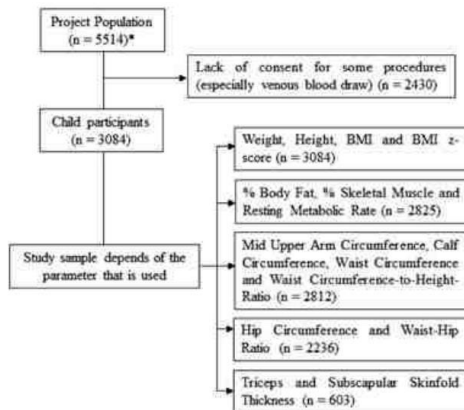 Project Population
(n = 5514)*
Lack of consent for some procedures
(especially venous blood draw) (n = 2430)
Child participants
(n = 3084)
Weight, Height, BMI and BMI z-
score (n = 3084)
% Body Fat, % Skeletal Muscle and
Resting Metabolic Rate (n = 2825)
Study sample depends of the
parameter that is used
Mid Upper Arm Circumference, Calf
Circumference, Waist Circumference
and Waist Circumference-to-Height-
Ratio (n = 2812)
Hip Circumference and Waist-Hip
Ratio (n = 2236)
Triceps and Subscapular Skinfold
Thickness (n = 603)